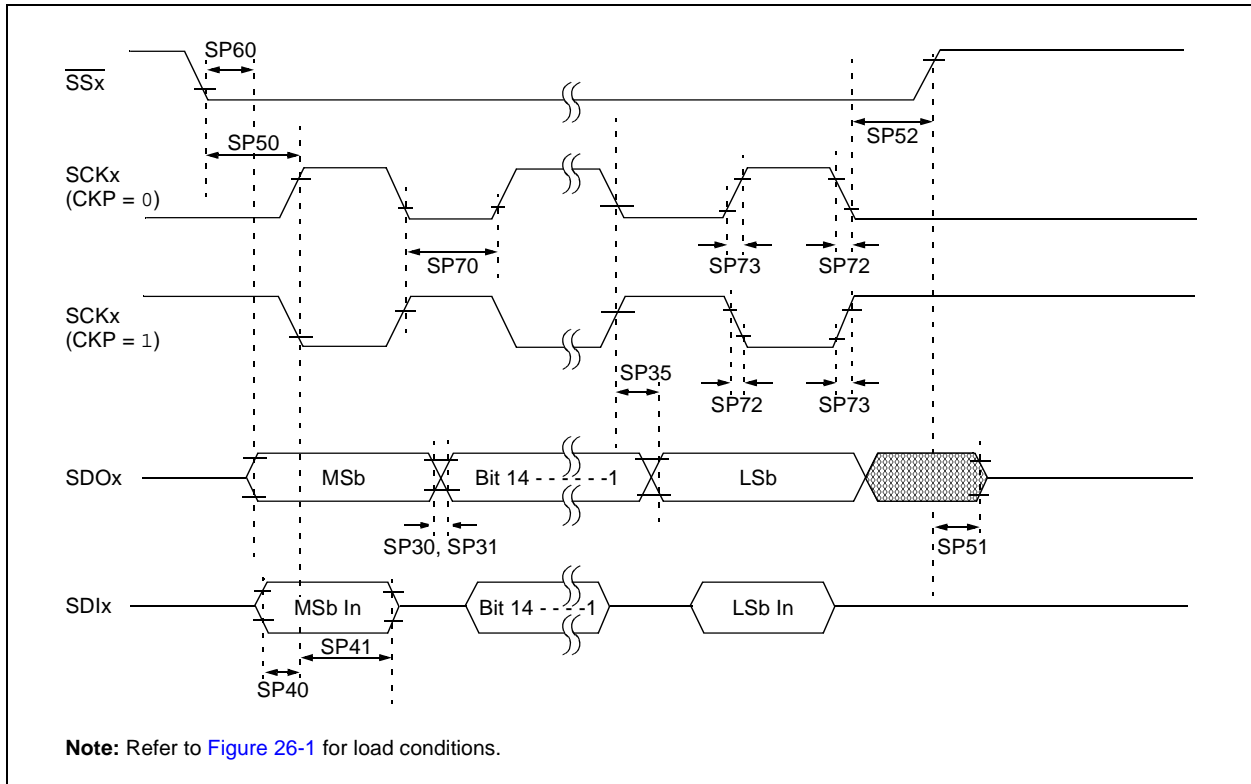 SP60
SSx
SP50
SP52
SCKx
(CKP = 0)
SP70
SP73
SP72
SCKx
(CKP = 1)
SP35
SP72
SP73
SDOx
MSb
Bit 14 - - - - - -1
LSb
SP30, SP31
SP51
SDIx
MSb In
Bit 14 - - - -1
LSb In
SP41
SP40
Note: Refer to Figure 26-1 for load conditions.